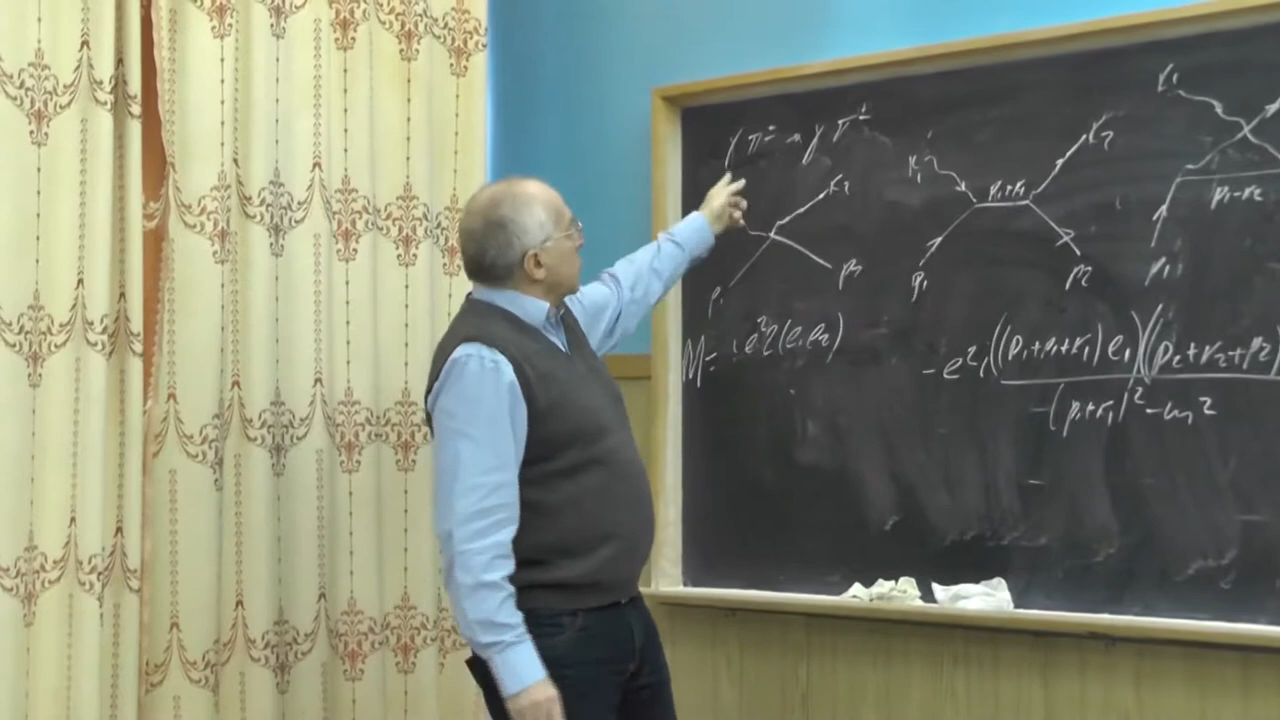 γ π± → γ π±
K₂
p₁
p₂
M = ie²2(e₁e₂)
K₁
K₂
p₁+k₁
p₁
p₂
K₁
p₁-k₂
p₁
-e²i ((p₁+p₁+k₁)e₁)((p₂+k₂+p₂)
(p₁+k₁)²-m²